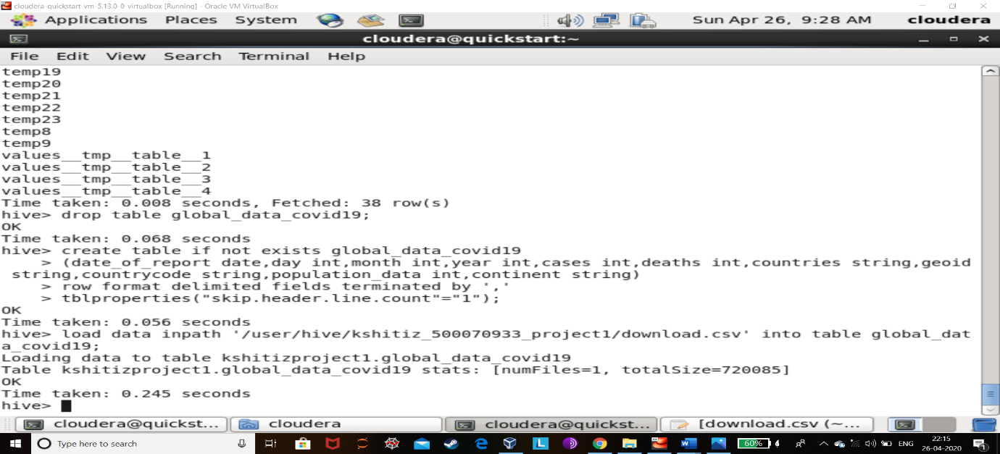 cloudera-quickstart-vm-5.13.0-0-virtualbox [Running] - Oracle VM VirtualBox
Applications Places System Sun Apr 26, 9:28 AM cloudera
cloudera@quickstart:~
File Edit View Search Terminal Help
temp19
temp20
temp21
temp22
temp23
temp8
temp9
values__tmp__table__1
values__tmp__table__2
values__tmp__table__3
values__tmp__table__4
Time taken: 0.008 seconds, Fetched: 38 row(s)
hive> drop table global_data_covid19;
OK
Time taken: 0.068 seconds
hive> create table if not exists global_data_covid19
> (date_of_report date,day int,month int,year int,cases int,deaths int,countries string,geoid
string,countrycode string,population_data int,continent string)
> row format delimited fields terminated by ','
> tblproperties("skip.header.line.count"="1");
OK
Time taken: 0.056 seconds
hive> load data inpath '/user/hive/kshitiz_500070933_project1/download.csv' into table global_dat
a_covid19;
Loading data to table kshitizproject1.global_data_covid19
Table kshitizproject1.global_data_covid19 stats: [numFiles=1, totalSize=720085]
OK
Time taken: 0.245 seconds
hive>
cloudera@quickst... cloudera cloudera@quickst... [download.csv (~...
Type here to search 60% ENG 22:15
26-04-2020